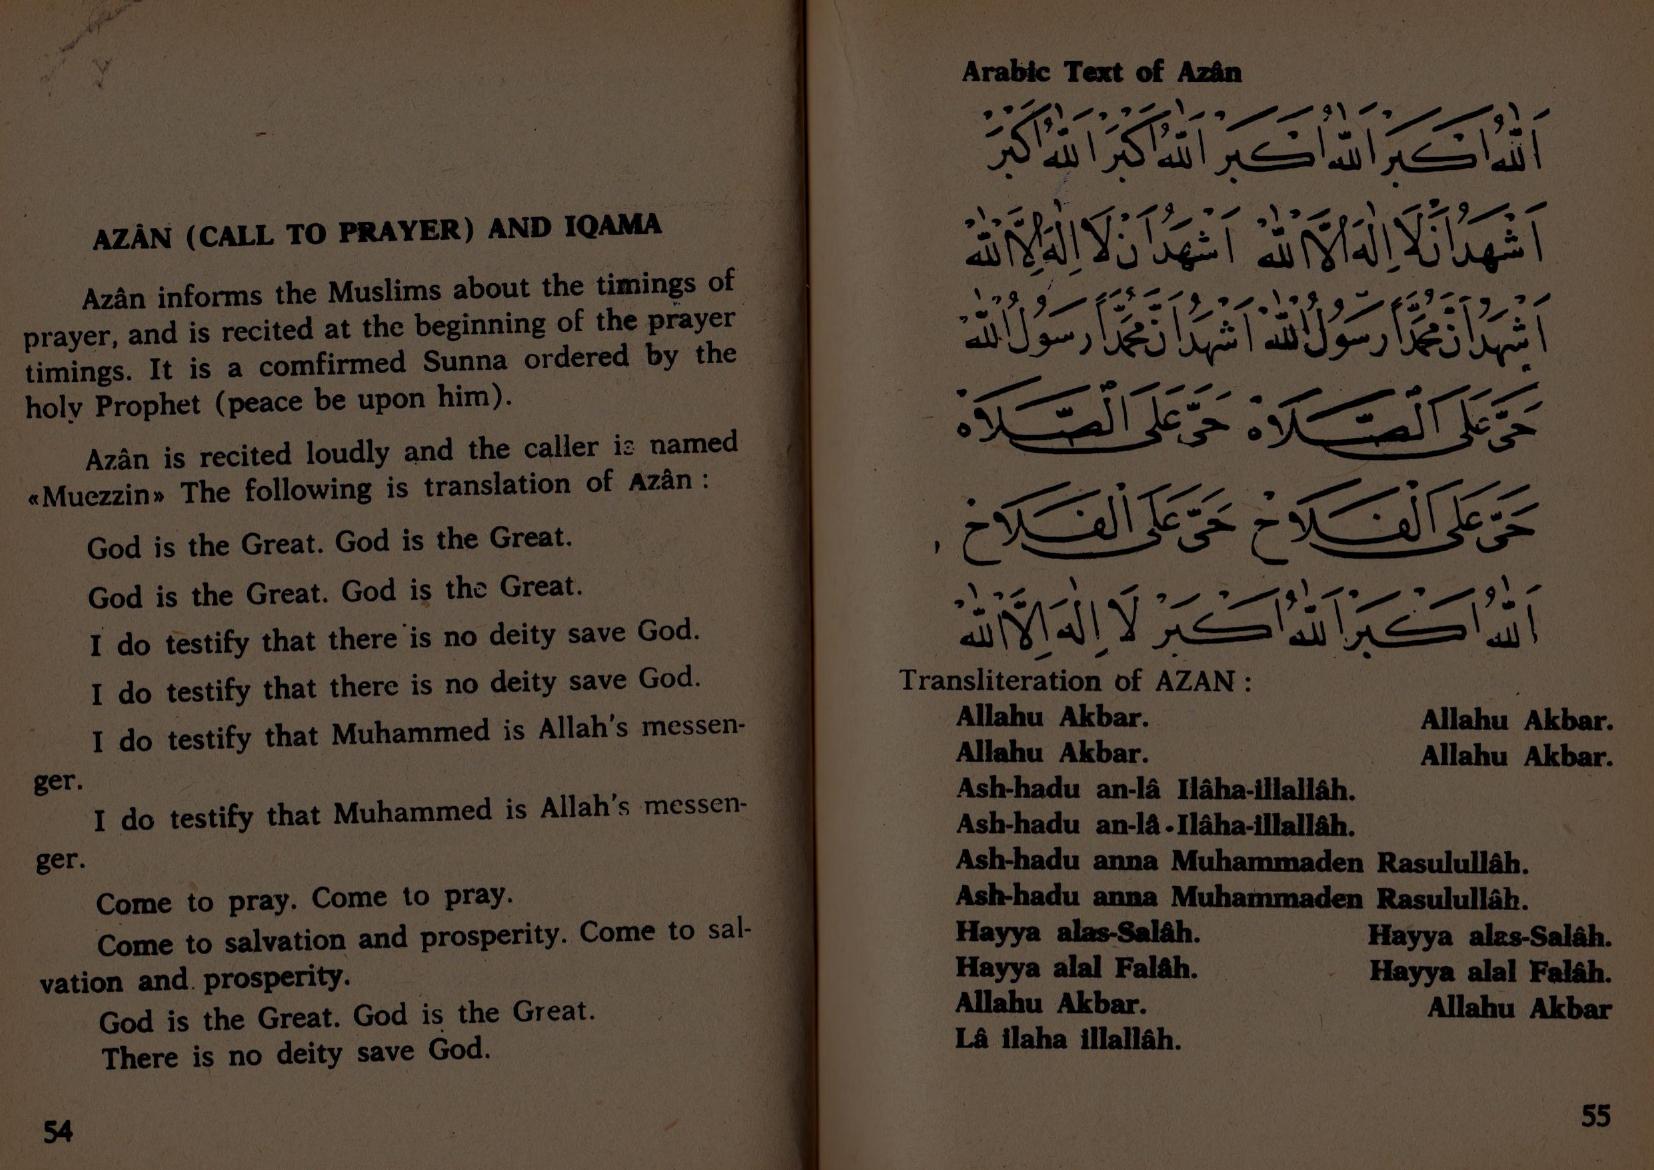 AZÂN (CALL TO PRAYER) AND IQAMA
Azân informs the Muslims about the timings of
prayer, and is recited at the beginning of the prayer
timings. It is a comfirmed Sunna ordered by the
holy Prophet (peace be upon him).
Azân is recited loudly and the caller is named
«Muezzin» The following is translation of Azân :
God is the Great. God is the Great.
God is the Great. God is the Great.
I do testify that there is no deity save God.
I do testify that there is no deity save God.
I do testify that Muhammed is Allah's messen-
ger.
I do testify that Muhammed is Allah's messen-
ger.
Come to pray. Come to pray.
Come to salvation and prosperity. Come to sal-
vation and prosperity.
God is the Great. God is the Great.
There is no deity save God.
54
Arabic Text of Azân
اَللّٰهُ اَكْبَرُ اَللّٰهُ اَكْبَرُ اَللّٰهُ اَكْبَرُ اَللّٰهُ اَكْبَرُ
اَشْهَدُ اَنْ لَا اِلٰهَ اِلَّا اللّٰهُ اَشْهَدُ اَنْ لَا اِلٰهَ اِلَّا اللّٰهُ
اَشْهَدُ اَنَّ مُحَمَّدًا رَسُولُ اللّٰهِ اَشْهَدُ اَنَّ مُحَمَّدًا رَسُولُ اللّٰهِ
حَيَّ عَلَى الصَّلَاةْ حَيَّ عَلَى الصَّلَاةْ
حَيَّ عَلَى الْفَلَاحْ حَيَّ عَلَى الْفَلَاحْ
اَللّٰهُ اَكْبَرُ اَللّٰهُ اَكْبَرُ لَا اِلٰهَ اِلَّا اللّٰهُ
Transliteration of AZAN :
Allahu Akbar. Allahu Akbar.
Allahu Akbar. Allahu Akbar.
Ash-hadu an-lâ Ilâha-illallâh.
Ash-hadu an-lâ-Ilâha-illallâh.
Ash-hadu anna Muhammaden Rasulullâh.
Ash-hadu anna Muhammaden Rasulullâh.
Hayya alas-Salâh. Hayya alas-Salâh.
Hayya alal Falâh. Hayya alal Falâh.
Allahu Akbar. Allahu Akbar
Lâ ilaha illallâh.
55